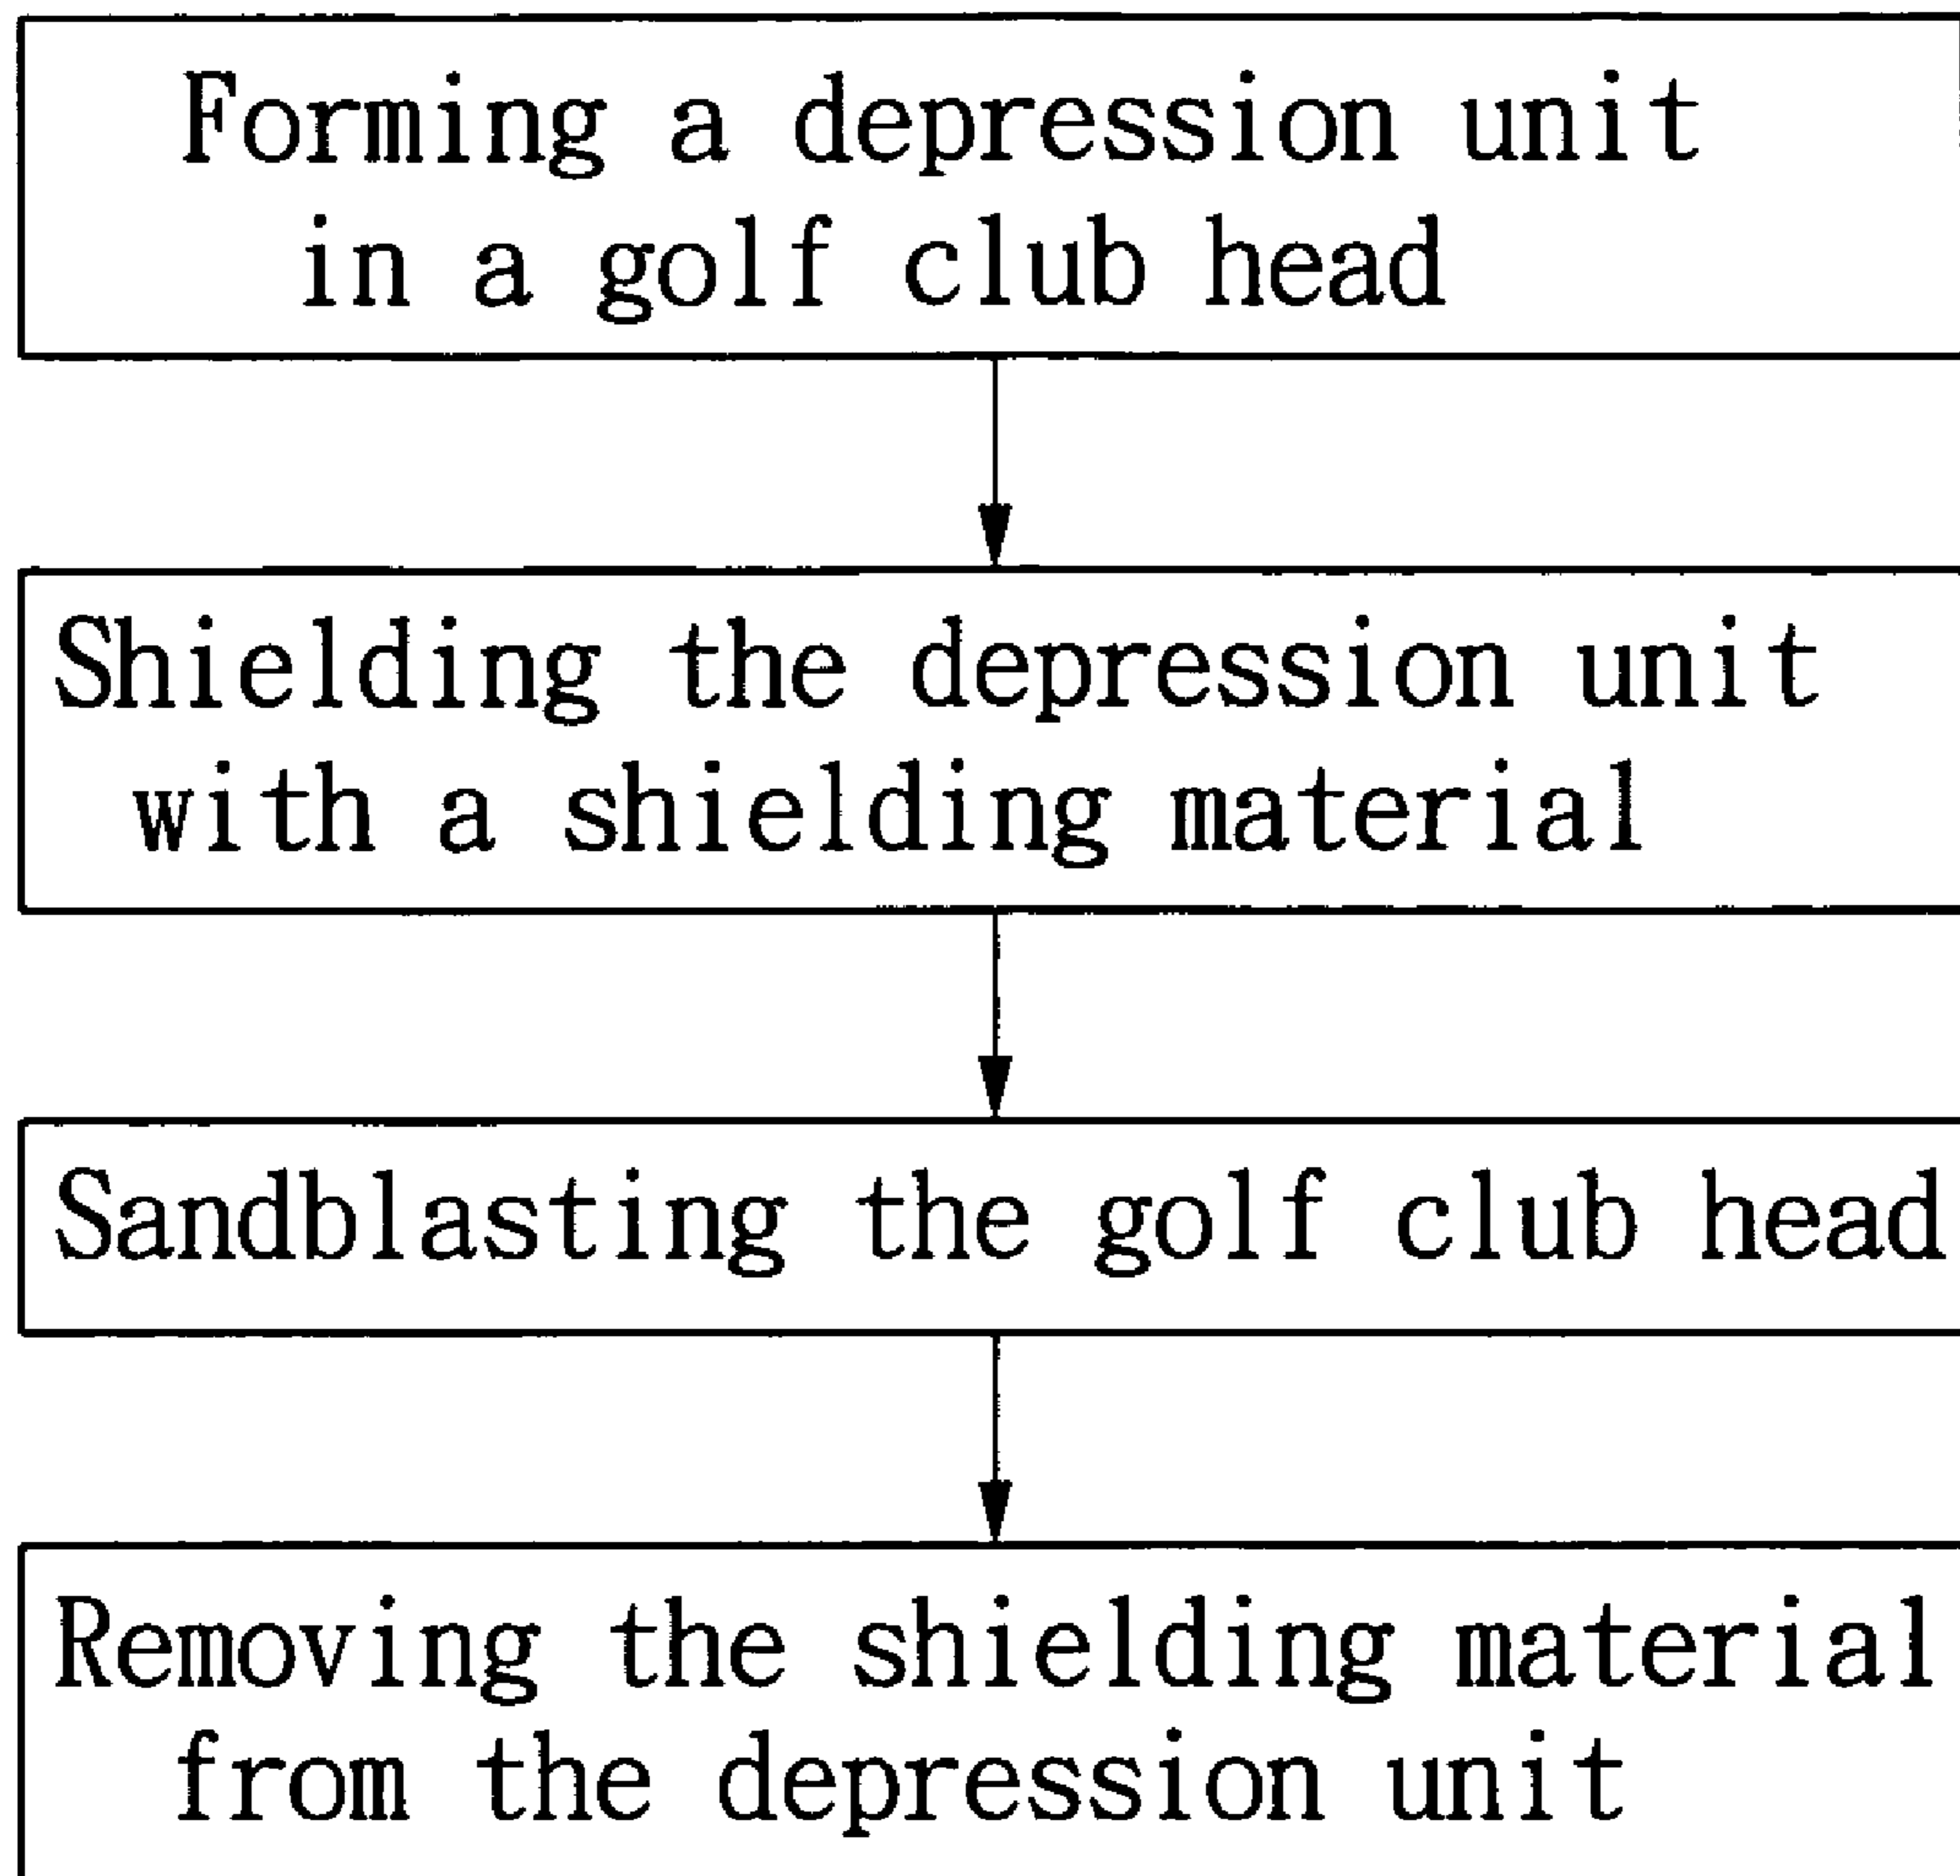 Forming a depression unit
in a golf club head
Shielding the depression unit
with a shielding material
Sandblasting the golf club head
Removing the shielding material
from the depression unit